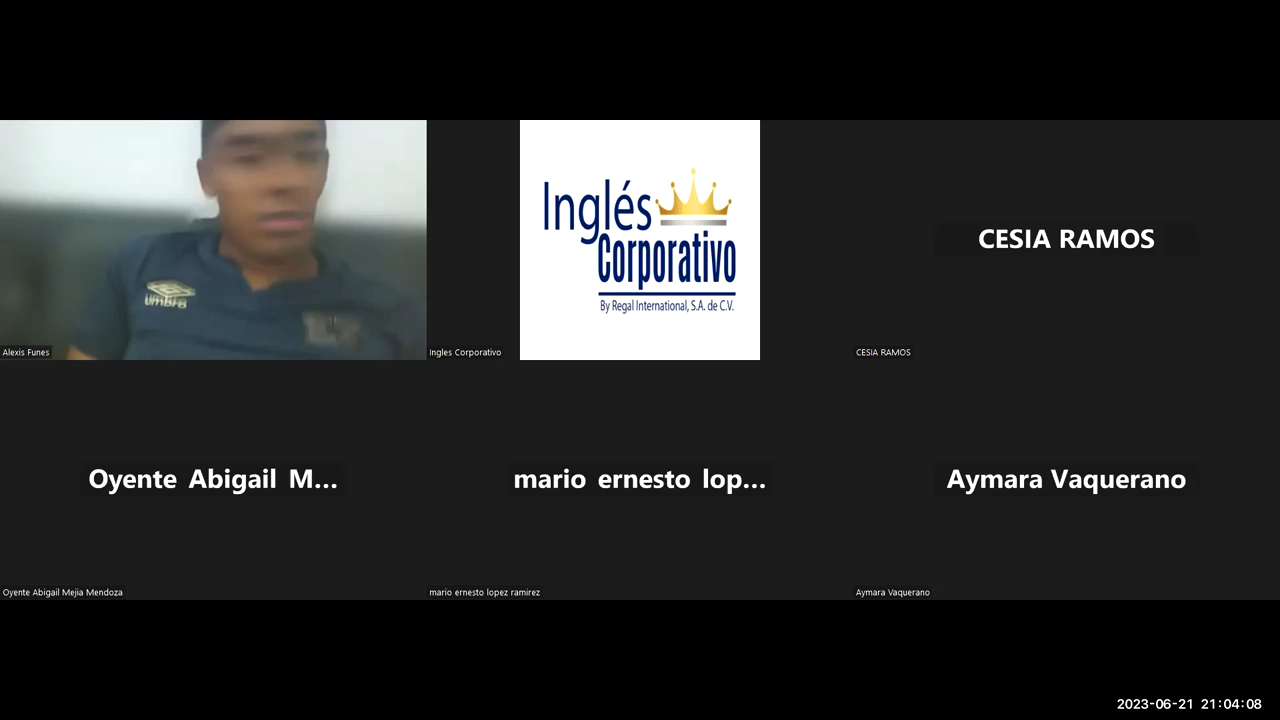 umbro
Alexis Funes
Inglés
Corporativo
By Regal International, S.A. de C.V.
Ingles Corporativo
CESIA RAMOS
CESIA RAMOS
Oyente Abigail M...
Oyente Abigail Mejia Mendoza
mario ernesto lop...
mario ernesto lopez ramirez
Aymara Vaquerano
Aymara Vaquerano
2023-06-21 21:04:08